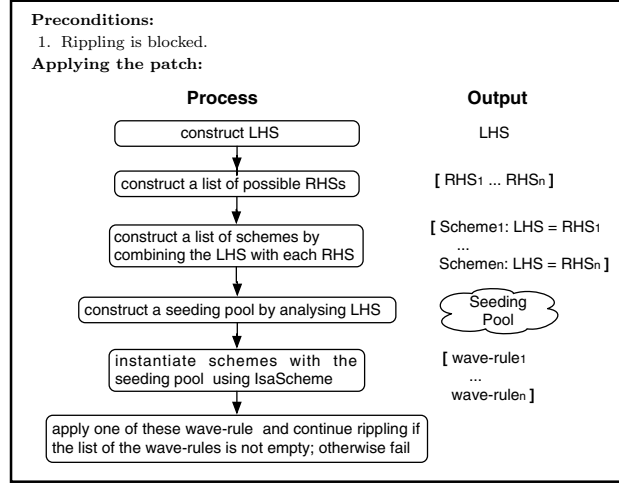 Preconditions:
1. Rippling is blocked.
Applying the patch:
Process
Output
construct LHS
LHS
construct a list of possible RHSs
[ RHS1 ... RHSn ]
construct a list of schemes by
combining the LHS with each RHS
[ Scheme1: LHS = RHS1
...
Schemen: LHS = RHSn ]
construct a seeding pool by analysing LHS
Seeding
Pool
instantiate schemes with the
seeding pool using IsaScheme
[ wave-rule1
...
wave-rulen ]
apply one of these wave-rule and continue rippling if
the list of the wave-rules is not empty; otherwise fail